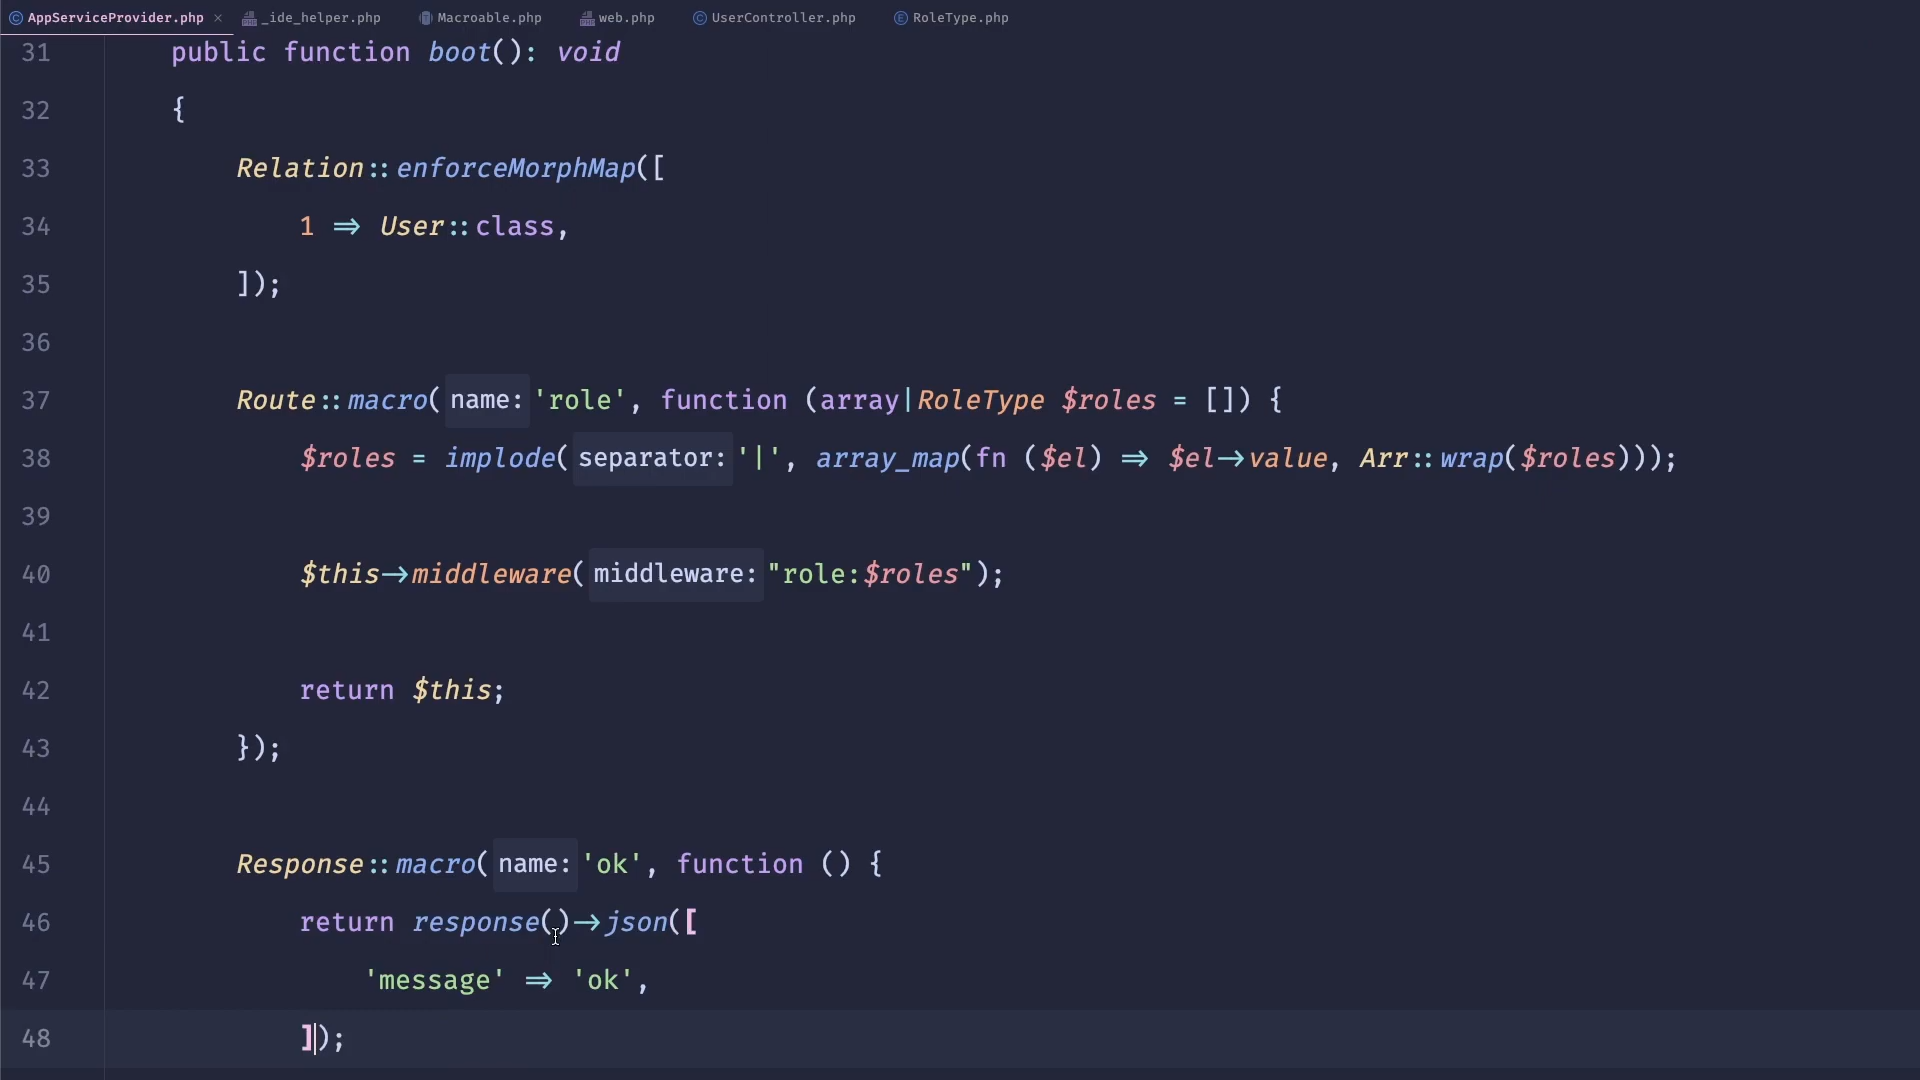 AppServiceProvider.php × _ide_helper.php Macroable.php web.php UserController.php RoleType.php
31 public function boot(): void
32 {
33 Relation::enforceMorphMap([
34 1 => User::class,
35 ]);
36
37 Route::macro( name: 'role', function (array|RoleType $roles = []) {
38 $roles = implode( separator: '|', array_map(fn ($el) => $el->value, Arr::wrap($roles)));
39
40 $this->middleware( middleware: "role:$roles");
41
42 return $this;
43 });
44
45 Response::macro( name: 'ok', function () {
46 return response()->json([
47 'message' => 'ok',
48 ]);